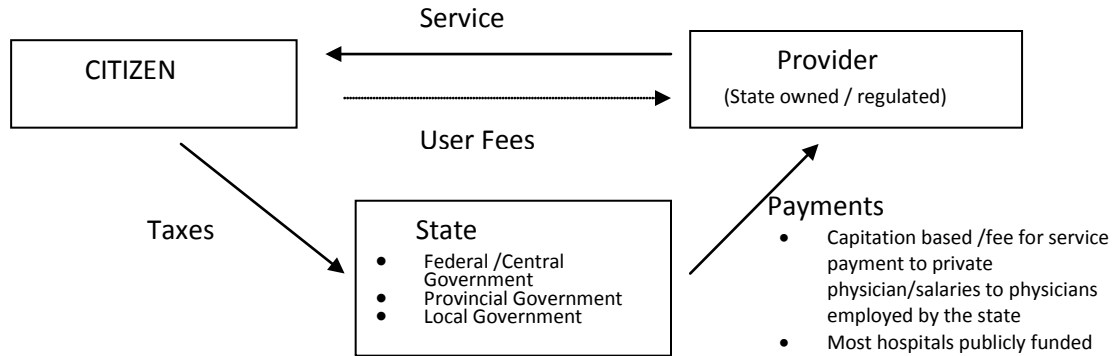 Service
CITIZEN
Provider
(State owned / regulated)
User Fees
Taxes
State
● Federal /Central
Government
● Provincial Government
● Local Government
Payments
● Capitation based /fee for service
payment to private
physician/salaries to physicians
employed by the state
● Most hospitals publicly funded